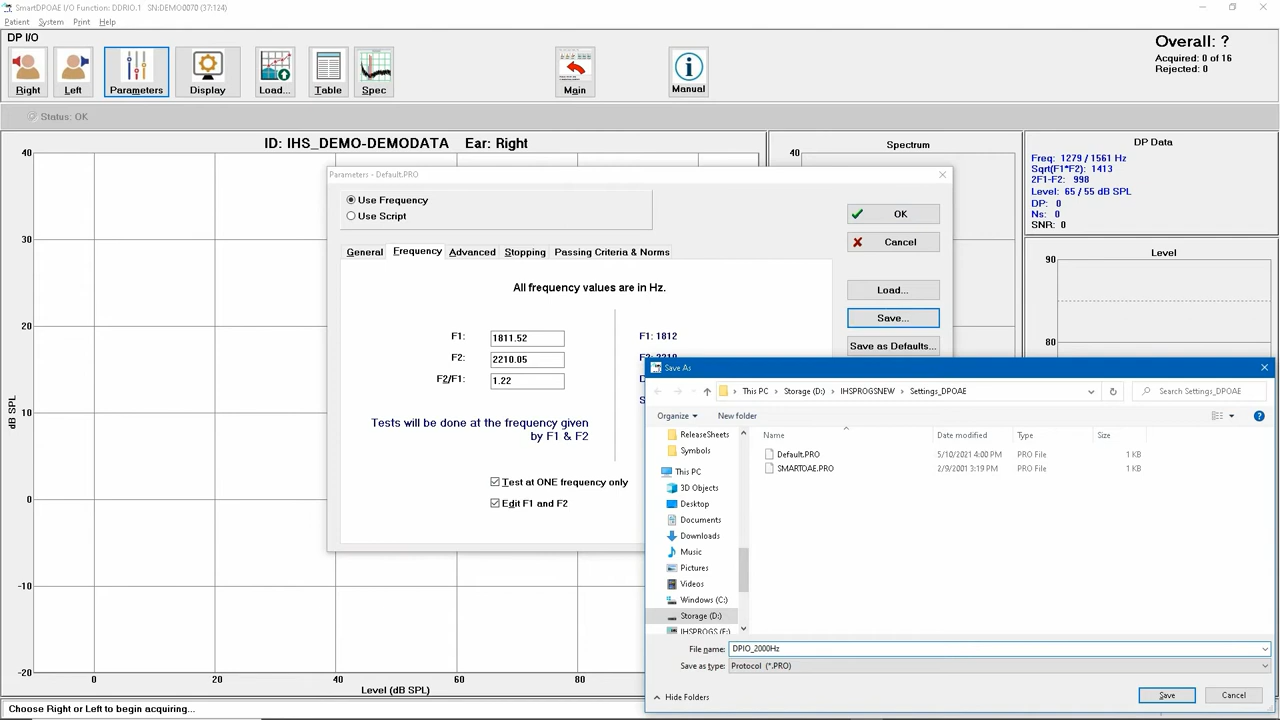 SmartDPOAE I/O Function: DDRIO.1 SN:DEMO0070 (37:124)
Patient System Print Help
DP I/O
Right Left Parameters Display Load... Table Spec Main Manual
Overall: ?
Acquired: 0 of 16
Rejected: 0
Status: OK
ID: IHS_DEMO-DEMODATA Ear: Right
40
30
20
10
0
-10
-20
dB SPL
0 20 40 60 80
Level (dB SPL)
Spectrum
40
DP Data
Freq: 1279 / 1561 Hz
Sqrt(F1*F2): 1413
2F1-F2: 998
Level: 65 / 55 dB SPL
DP: 0
Ns: 0
SNR: 0
Level
90
80
Parameters - Default.PRO
Use Frequency
Use Script
General Frequency Advanced Stopping Passing Criteria & Norms
All frequency values are in Hz.
F1: 1811.52
F2: 2210.05
F2/F1: 1.22
F1: 1812
F2: 2210
Tests will be done at the frequency given
by F1 & F2
Test at ONE frequency only
Edit F1 and F2
OK
Cancel
Load...
Save...
Save as Defaults...
Save As
This PC › Storage (D:) › IHSPROGSNEW › Settings_DPOAE
Search Settings_DPOAE
Organize New folder
ReleaseSheets
Symbols
This PC
3D Objects
Desktop
Documents
Downloads
Music
Pictures
Videos
Windows (C:)
Storage (D:)
IHSPROGS (F:)
Name Date modified Type Size
Default.PRO 5/10/2021 4:00 PM PRO File 1 KB
SMARTOAE.PRO 2/9/2001 3:19 PM PRO File 1 KB
File name: DPIO_2000Hz
Save as type: Protocol (*.PRO)
Hide Folders
Save Cancel
Choose Right or Left to begin acquiring...